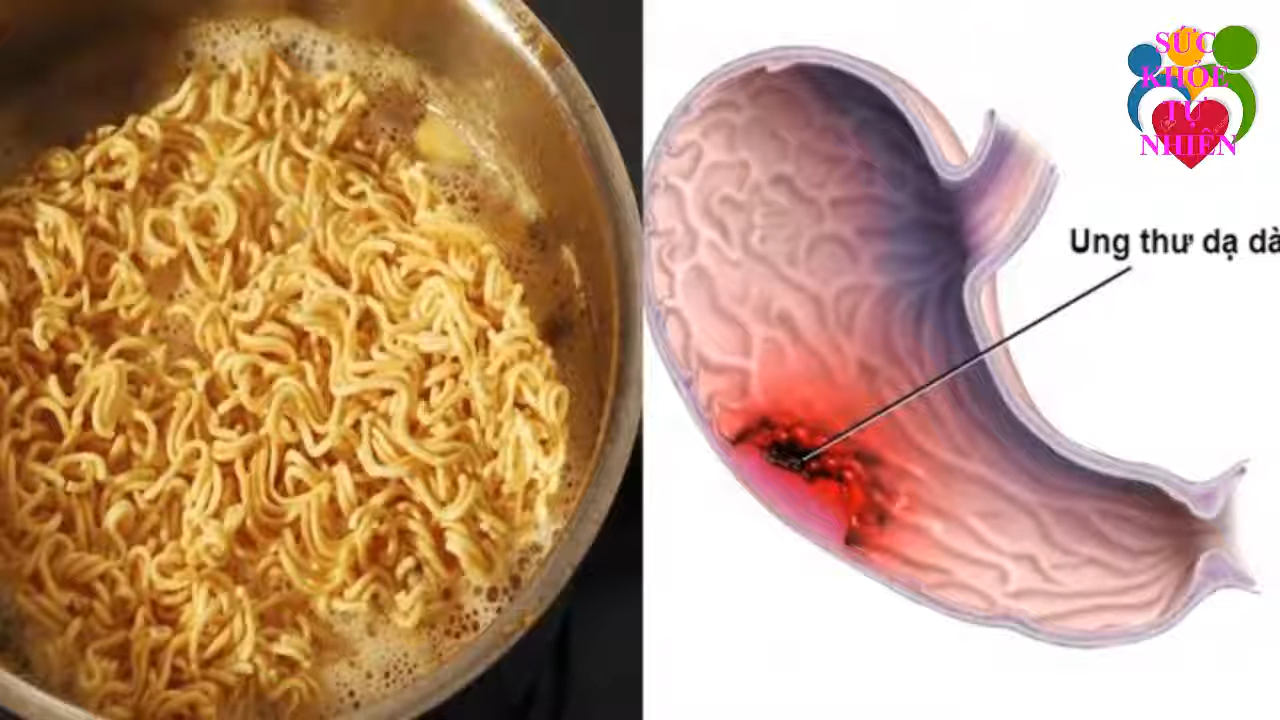 SỨC
KHỎE
TỰ
NHIÊN
Ung thư dạ dà